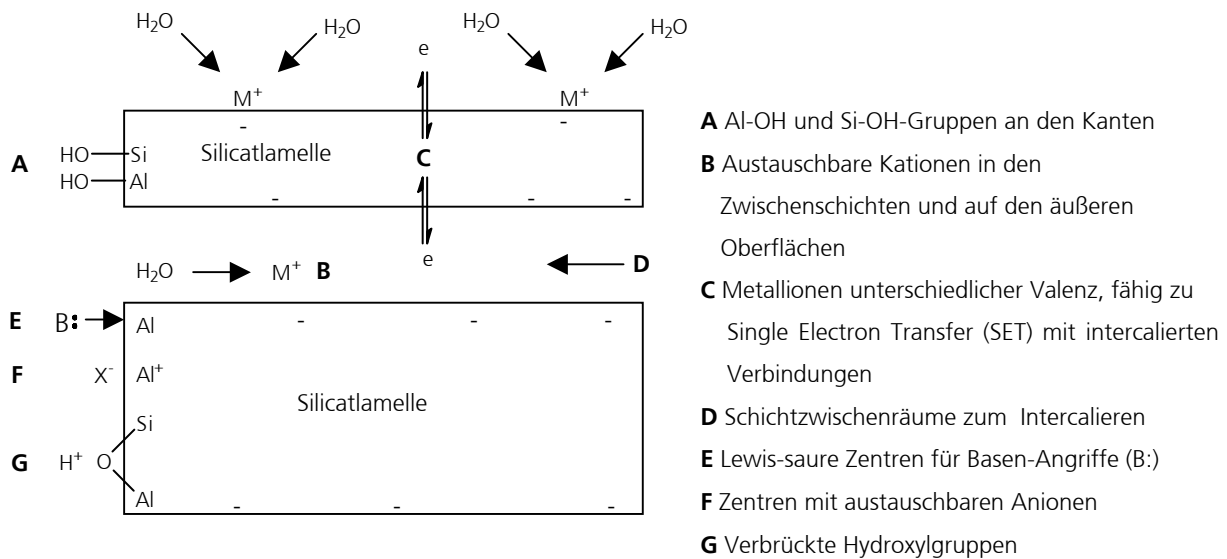 H₂O H₂O H₂O H₂O
e
M⁺ M⁺
- -
A HO Si Silicatlamelle C
HO Al
- - -
H₂O M⁺ B e D
E B: Al - - -
F X⁻ Al⁺
Silicatlamelle
Si
G H⁺ O
Al
- - -
A Al-OH und Si-OH-Gruppen an den Kanten
B Austauschbare Kationen in den
Zwischenschichten und auf den äußeren
Oberflächen
C Metallionen unterschiedlicher Valenz, fähig zu
Single Electron Transfer (SET) mit intercalierten
Verbindungen
D Schichtzwischenräume zum Intercalieren
E Lewis-saure Zentren für Basen-Angriffe (B:)
F Zentren mit austauschbaren Anionen
G Verbrückte Hydroxylgruppen